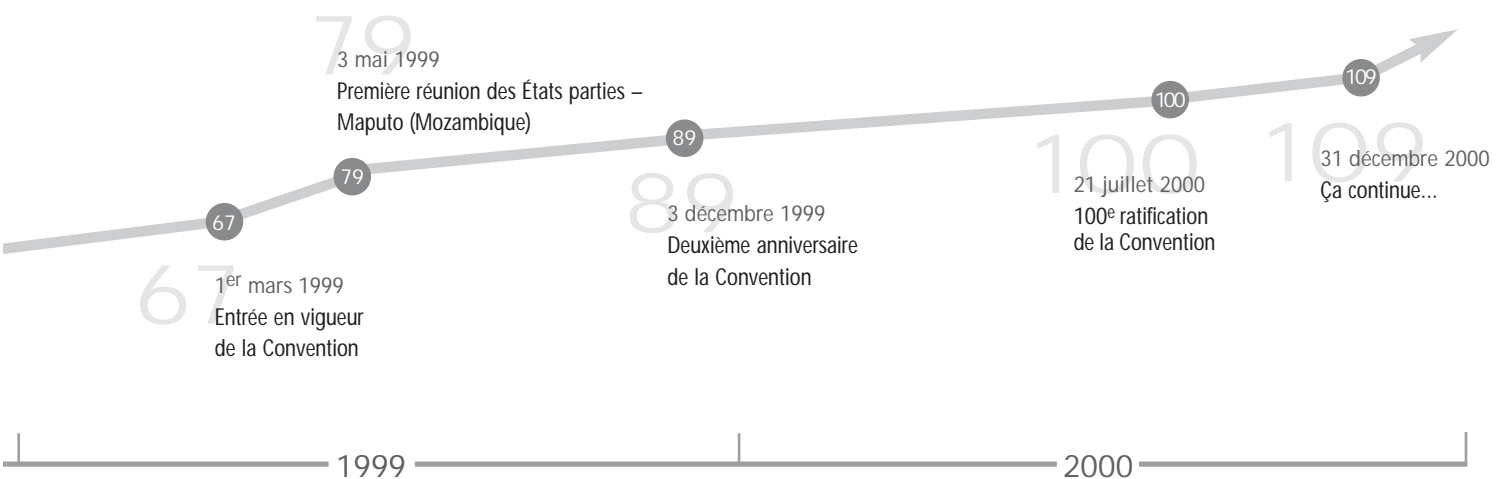 79
3 mai 1999
Première réunion des États parties –
Maputo (Mozambique)
67
79
89
100
109
67
1er mars 1999
Entrée en vigueur
de la Convention
89
3 décembre 1999
Deuxième anniversaire
de la Convention
100
21 juillet 2000
100e ratification
de la Convention
109
31 décembre 2000
Ça continue...
1999
2000